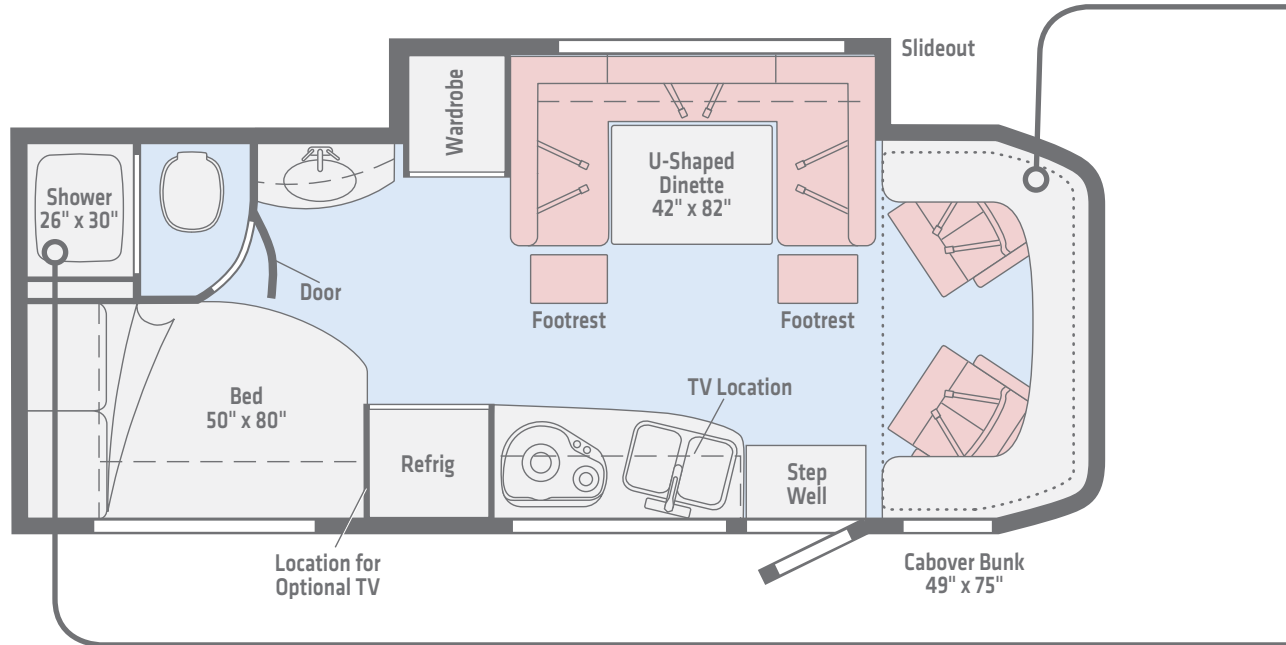 Slideout
Wardrobe
U-Shaped
Dinette
42" x 82"
Shower
26" x 30"
Door
Footrest
Footrest
TV Location
Bed
50" x 80"
Refrig
Step
Well
Location for
Optional TV
Cabover Bunk
49" x 75"